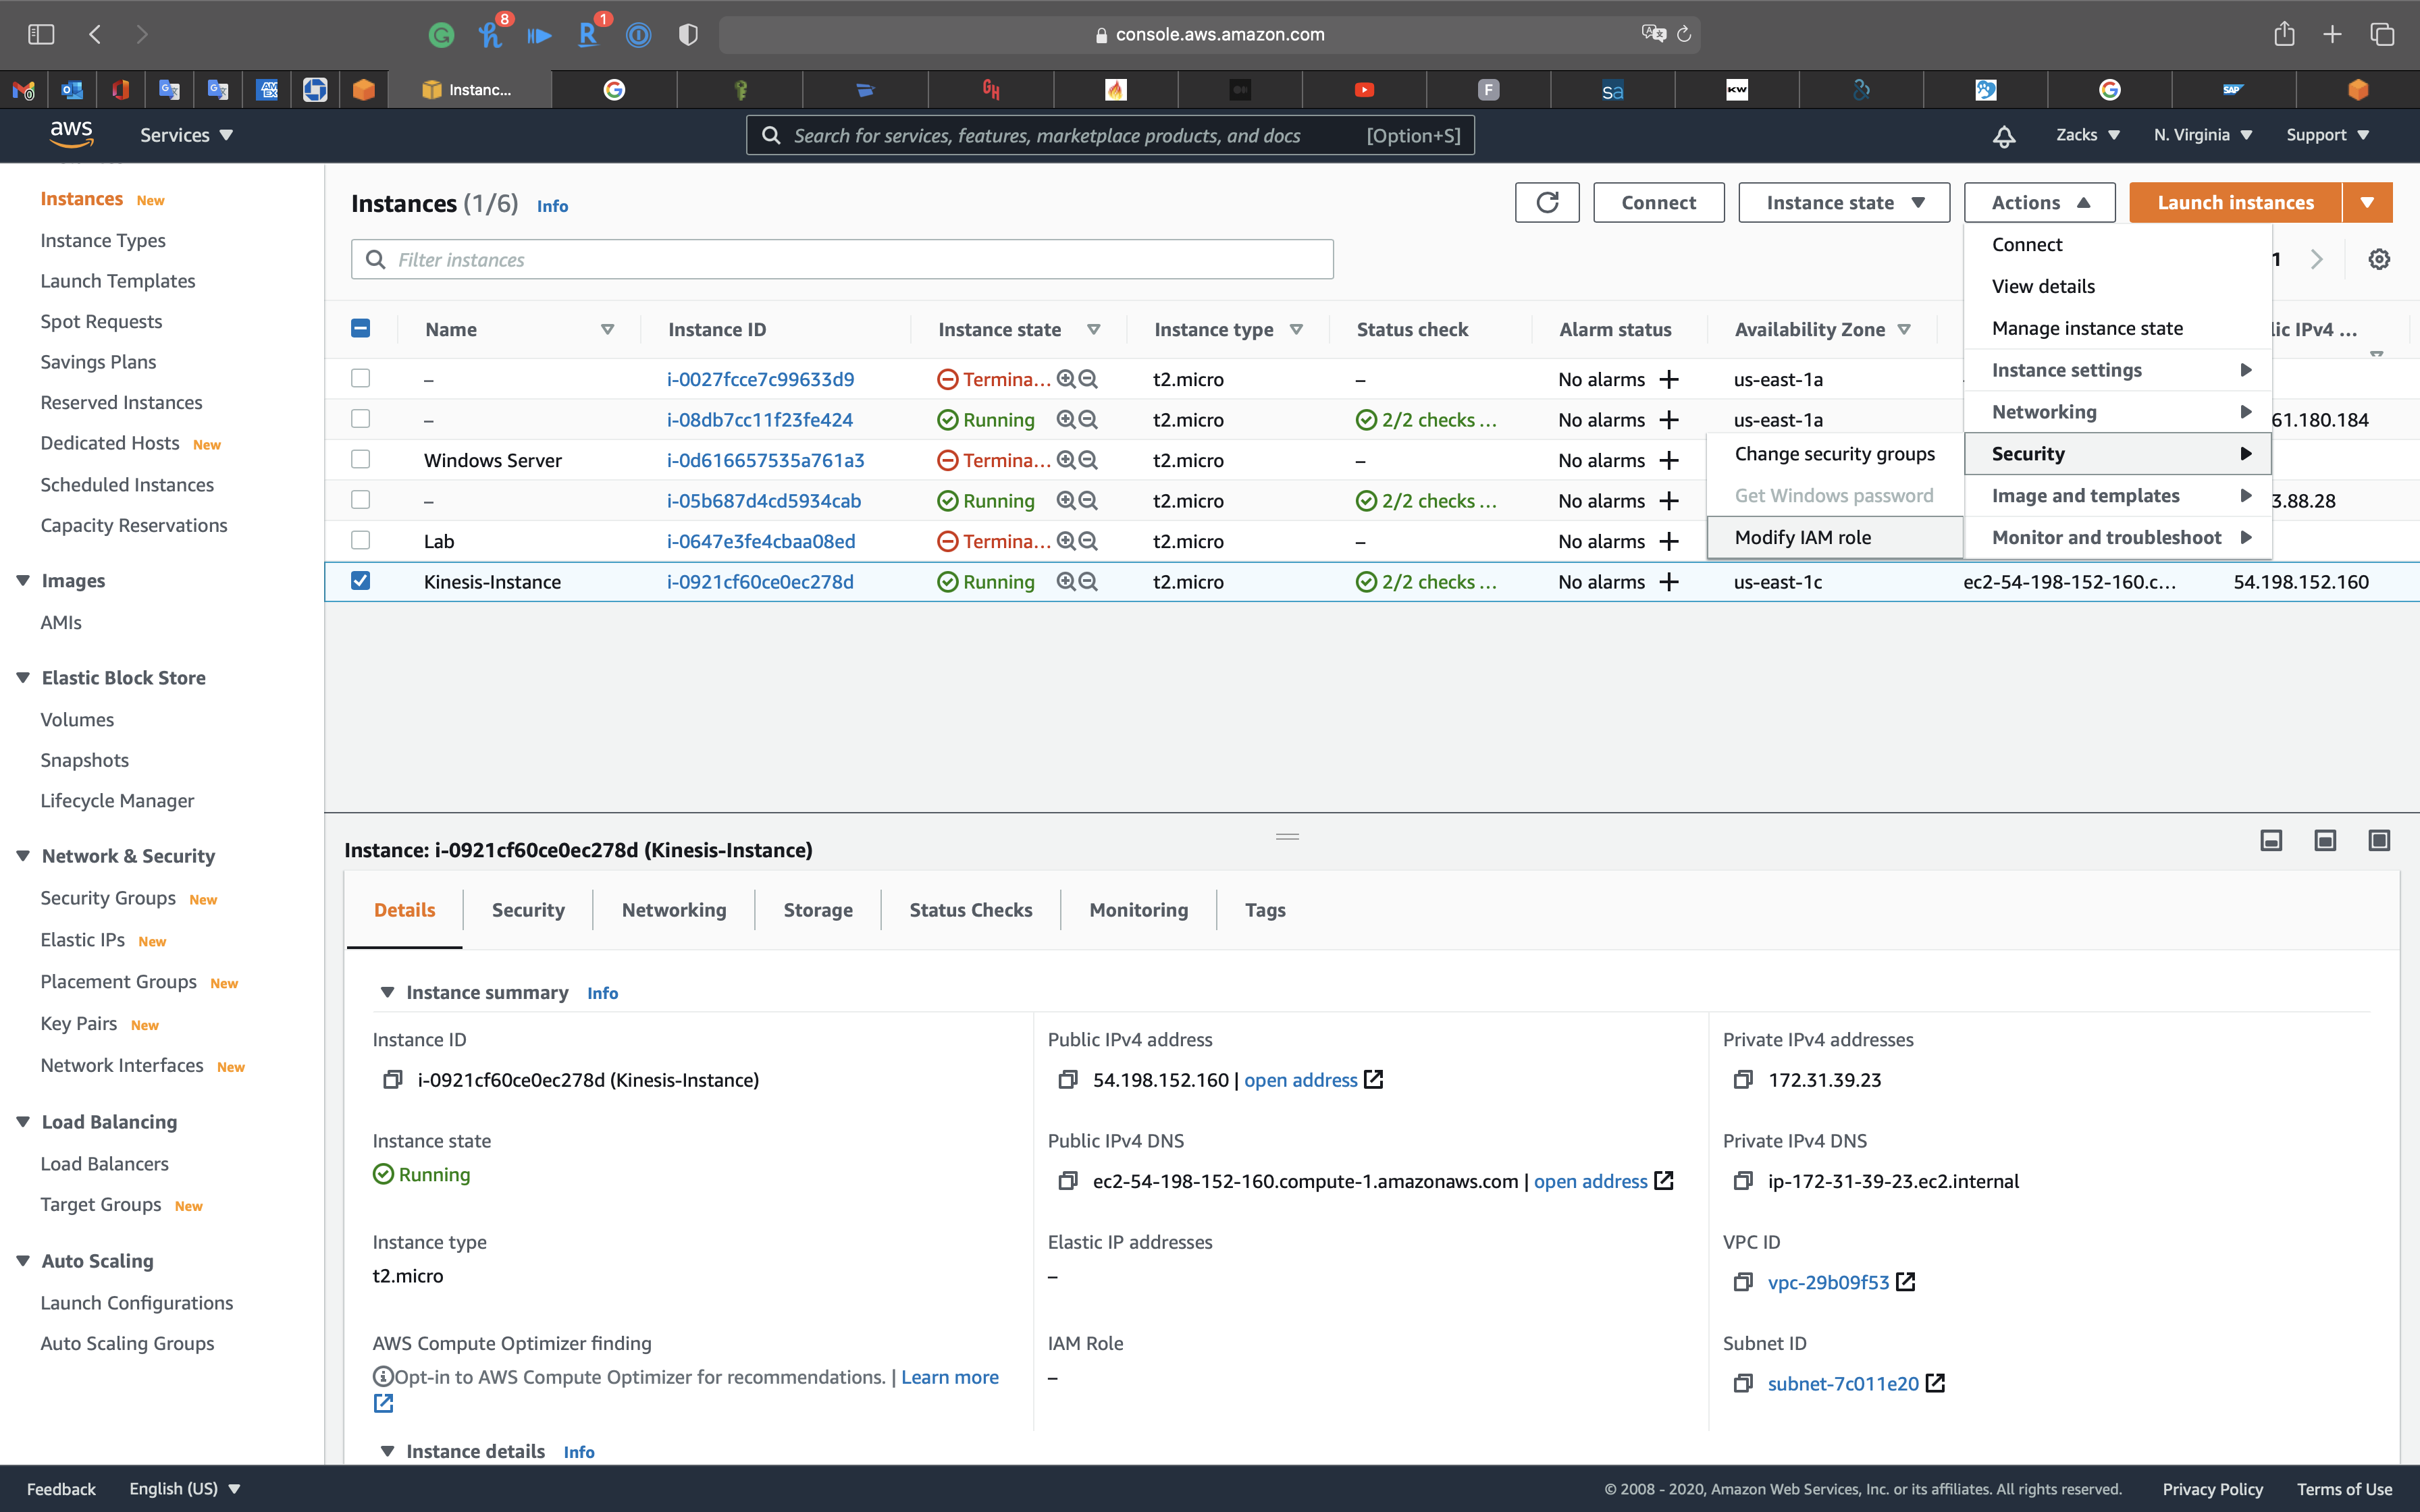 8
1
console.aws.amazon.com
0
Instanc...
G
GH
F
sa
KW
SAP
aws
Services
Search for services, features, marketplace products, and docs [Option+S]
Zacks
N. Virginia
Support
Instances New
Instance Types
Launch Templates
Spot Requests
Savings Plans
Reserved Instances
Dedicated Hosts New
Scheduled Instances
Capacity Reservations
Images
AMIs
Elastic Block Store
Volumes
Snapshots
Lifecycle Manager
Network & Security
Security Groups New
Elastic IPs New
Placement Groups New
Key Pairs New
Network Interfaces New
Load Balancing
Load Balancers
Target Groups New
Auto Scaling
Launch Configurations
Auto Scaling Groups
Instances (1/6) Info
Connect
Instance state
Actions
Launch instances
Filter instances
1
Connect
View details
Manage instance state
Instance settings
Networking
Security
Image and templates
Monitor and troubleshoot
Change security groups
Get Windows password
Modify IAM role
Name Instance ID Instance state Instance type Status check Alarm status Availability Zone lic IPv4 ...
– i-0027fcce7c99633d9 Termina... t2.micro – No alarms + us-east-1a
– i-08db7cc11f23fe424 Running t2.micro 2/2 checks ... No alarms + us-east-1a 61.180.184
Windows Server i-0d616657535a761a3 Termina... t2.micro – No alarms +
– i-05b687d4cd5934cab Running t2.micro 2/2 checks ... No alarms + 3.88.28
Lab i-0647e3fe4cbaa08ed Termina... t2.micro – No alarms +
Kinesis-Instance i-0921cf60ce0ec278d Running t2.micro 2/2 checks ... No alarms + us-east-1c ec2-54-198-152-160.c... 54.198.152.160
Instance: i-0921cf60ce0ec278d (Kinesis-Instance)
Details Security Networking Storage Status Checks Monitoring Tags
Instance summary Info
Instance ID
i-0921cf60ce0ec278d (Kinesis-Instance)
Public IPv4 address
54.198.152.160 | open address
Private IPv4 addresses
172.31.39.23
Instance state
Running
Public IPv4 DNS
ec2-54-198-152-160.compute-1.amazonaws.com | open address
Private IPv4 DNS
ip-172-31-39-23.ec2.internal
Instance type
t2.micro
Elastic IP addresses
–
VPC ID
vpc-29b09f53
AWS Compute Optimizer finding
Opt-in to AWS Compute Optimizer for recommendations. | Learn more
IAM Role
–
Subnet ID
subnet-7c011e20
Instance details Info
Feedback English (US)
© 2008 - 2020, Amazon Web Services, Inc. or its affiliates. All rights reserved. Privacy Policy Terms of Use